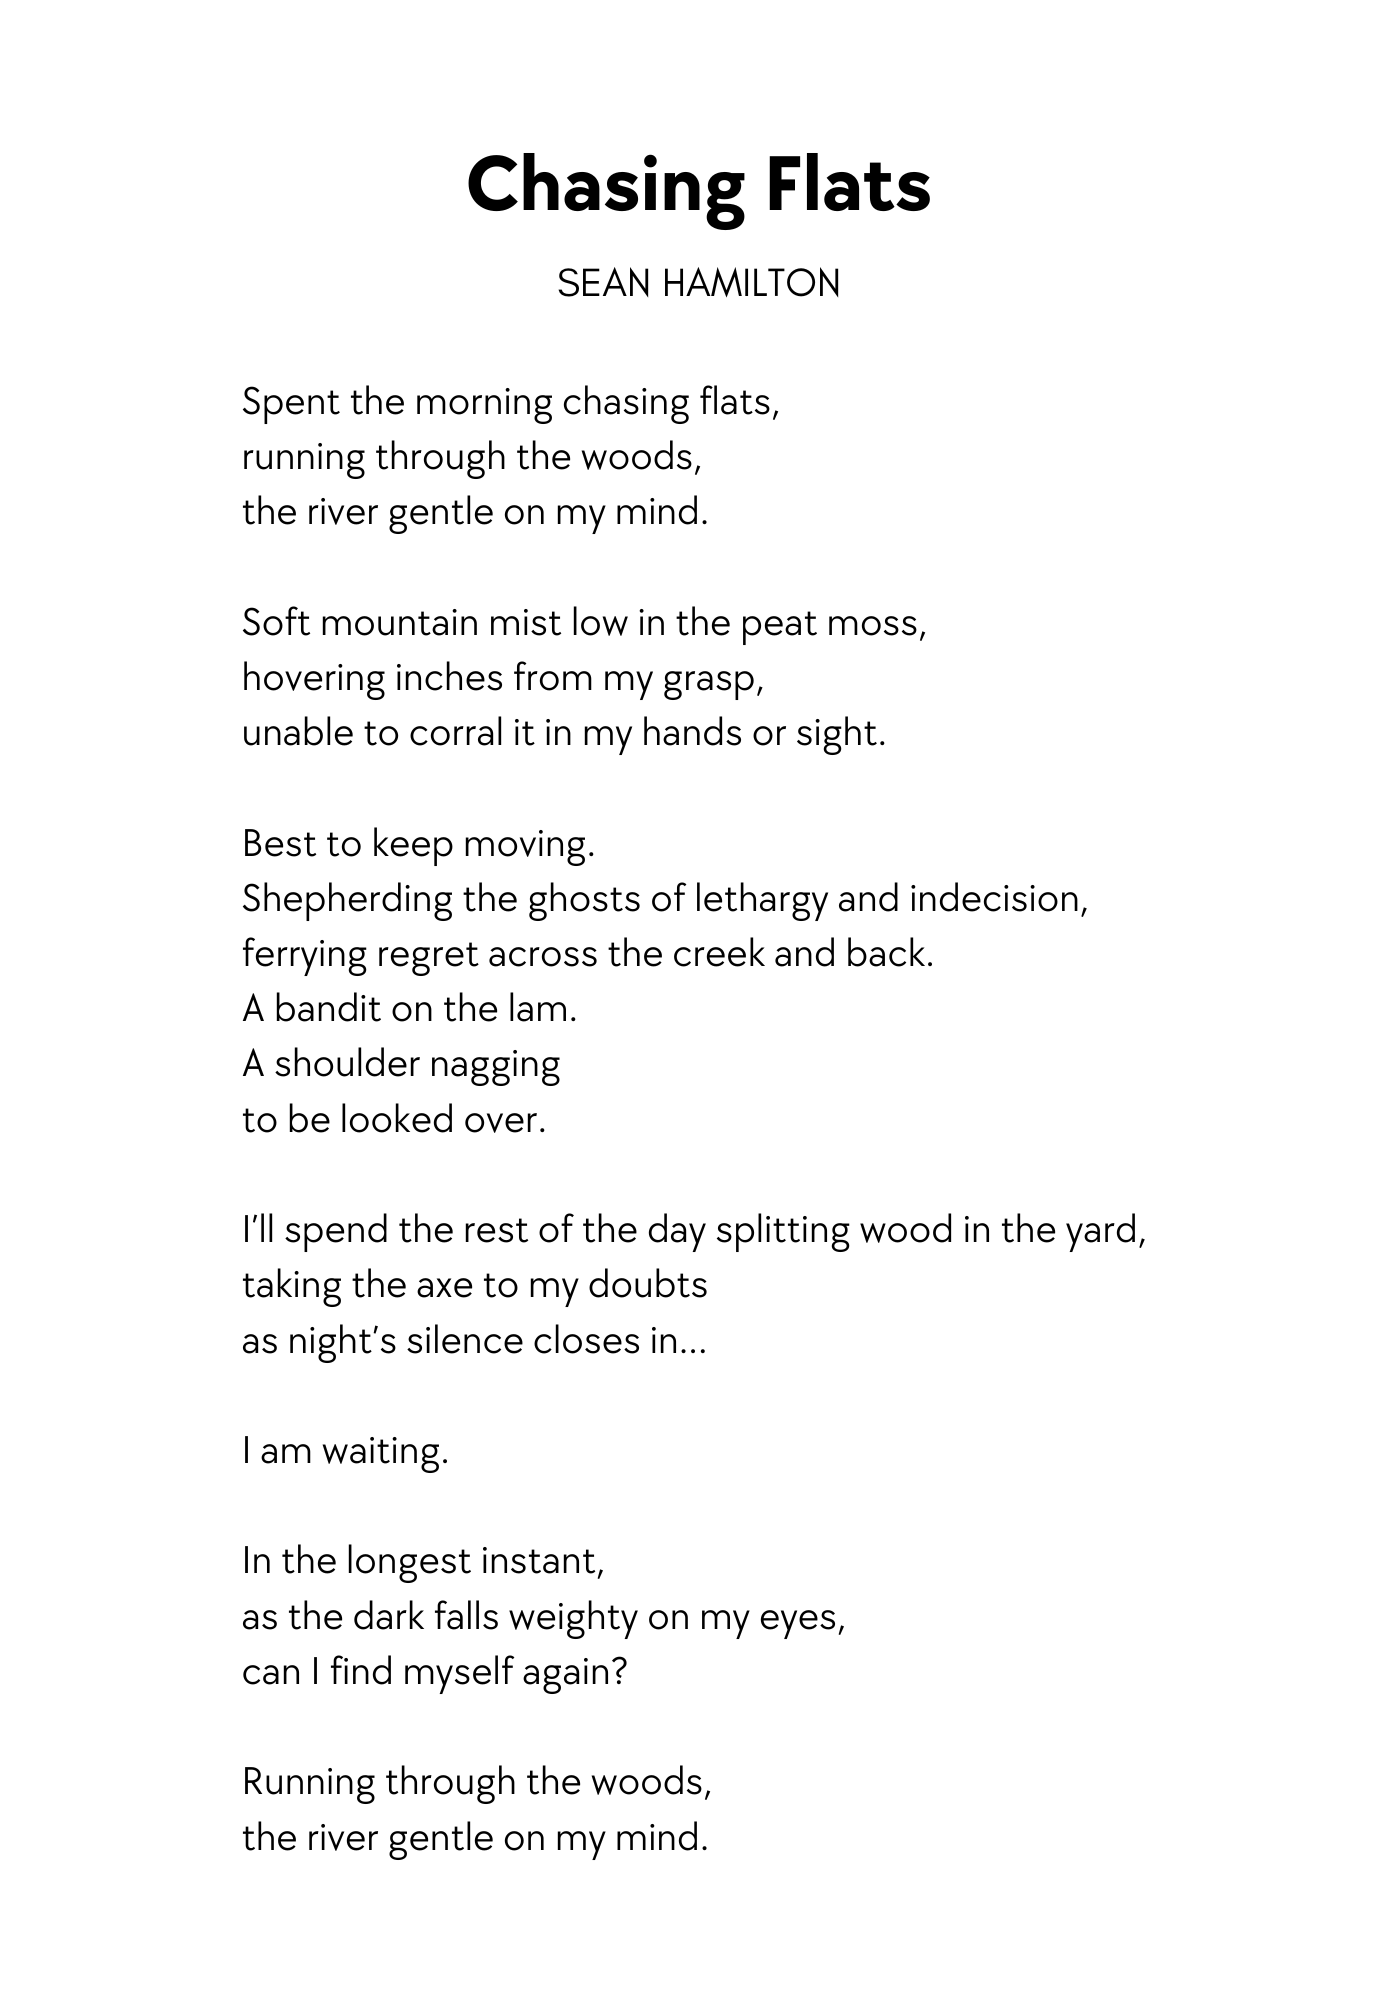 Chasing Flats
SEAN HAMILTON
Spent the morning chasing flats,
running through the woods,
the river gentle on my mind.
Soft mountain mist low in the peat moss,
hovering inches from my grasp,
unable to corral it in my hands or sight.
Best to keep moving.
Shepherding the ghosts of lethargy and indecision,
ferrying regret across the creek and back.
A bandit on the lam.
A shoulder nagging
to be looked over.
I’ll spend the rest of the day splitting wood in the yard,
taking the axe to my doubts
as night’s silence closes in...
I am waiting.
In the longest instant,
as the dark falls weighty on my eyes,
can I find myself again?
Running through the woods,
the river gentle on my mind.